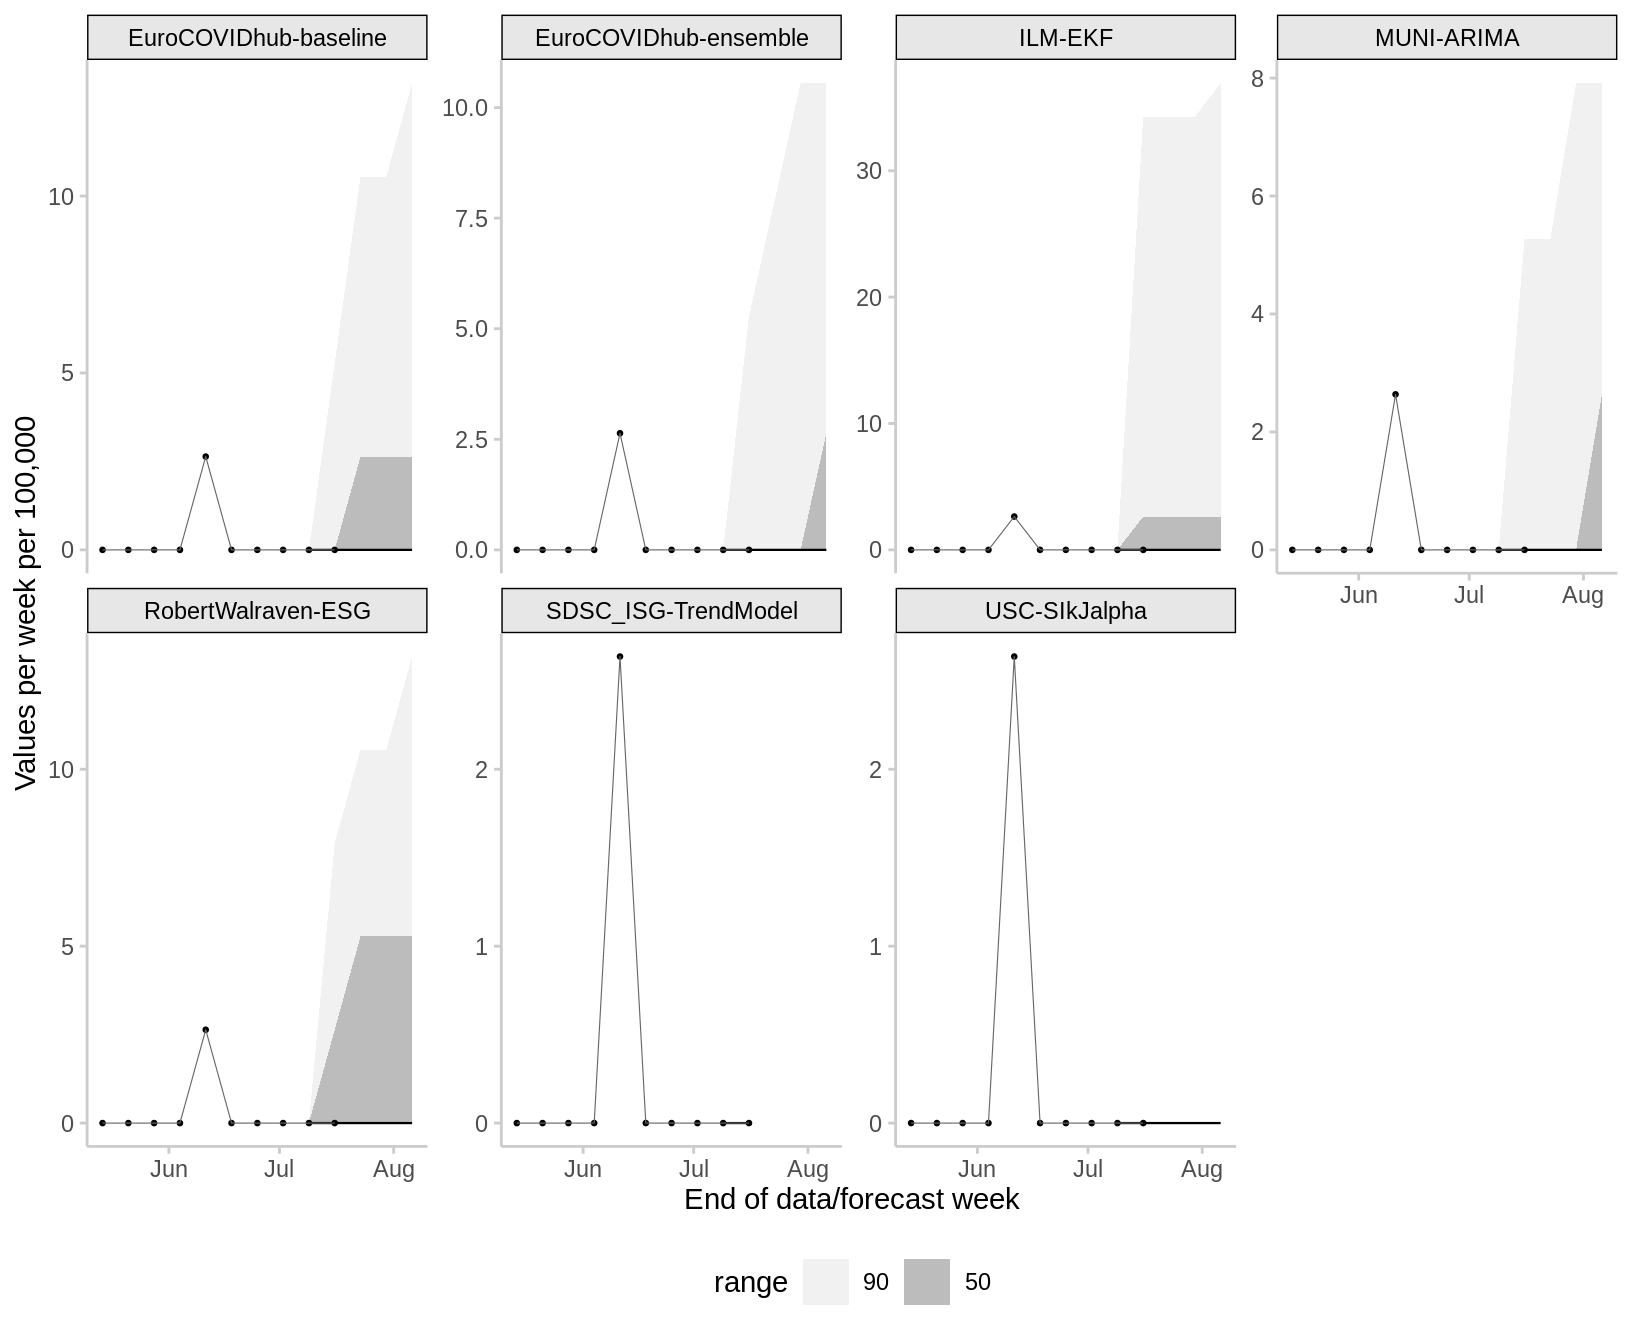 EuroCOVIDhub-baseline
EuroCOVIDhub-ensemble
ILM-EKF
MUNI-ARIMA
10
5
0
10.0
7.5
5.0
2.5
0.0
30
20
10
0
8
6
4
2
0
Jun
Jul
Aug
Values per week per 100,000
RobertWalraven-ESG
SDSC_ISG-TrendModel
USC-SIkJalpha
10
5
0
2
1
0
2
1
0
Jun
Jul
Aug
Jun
Jul
Aug
Jun
Jul
Aug
End of data/forecast week
range
90
50